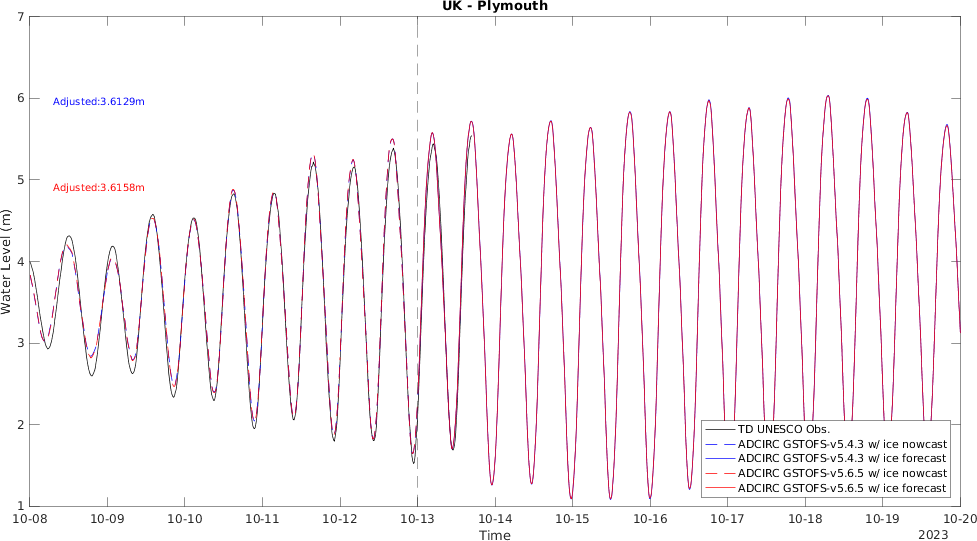 UK - Plymouth
7
6
5
4
3
2
1
Water Level (m)
Adjusted:3.6129m
Adjusted:3.6158m
TD UNESCO Obs.
ADCIRC GSTOFS-v5.4.3 w/ ice nowcast
ADCIRC GSTOFS-v5.4.3 w/ ice forecast
ADCIRC GSTOFS-v5.6.5 w/ ice nowcast
ADCIRC GSTOFS-v5.6.5 w/ ice forecast
10-08 10-09 10-10 10-11 10-12 10-13 10-14 10-15 10-16 10-17 10-18 10-19 10-20
Time
2023